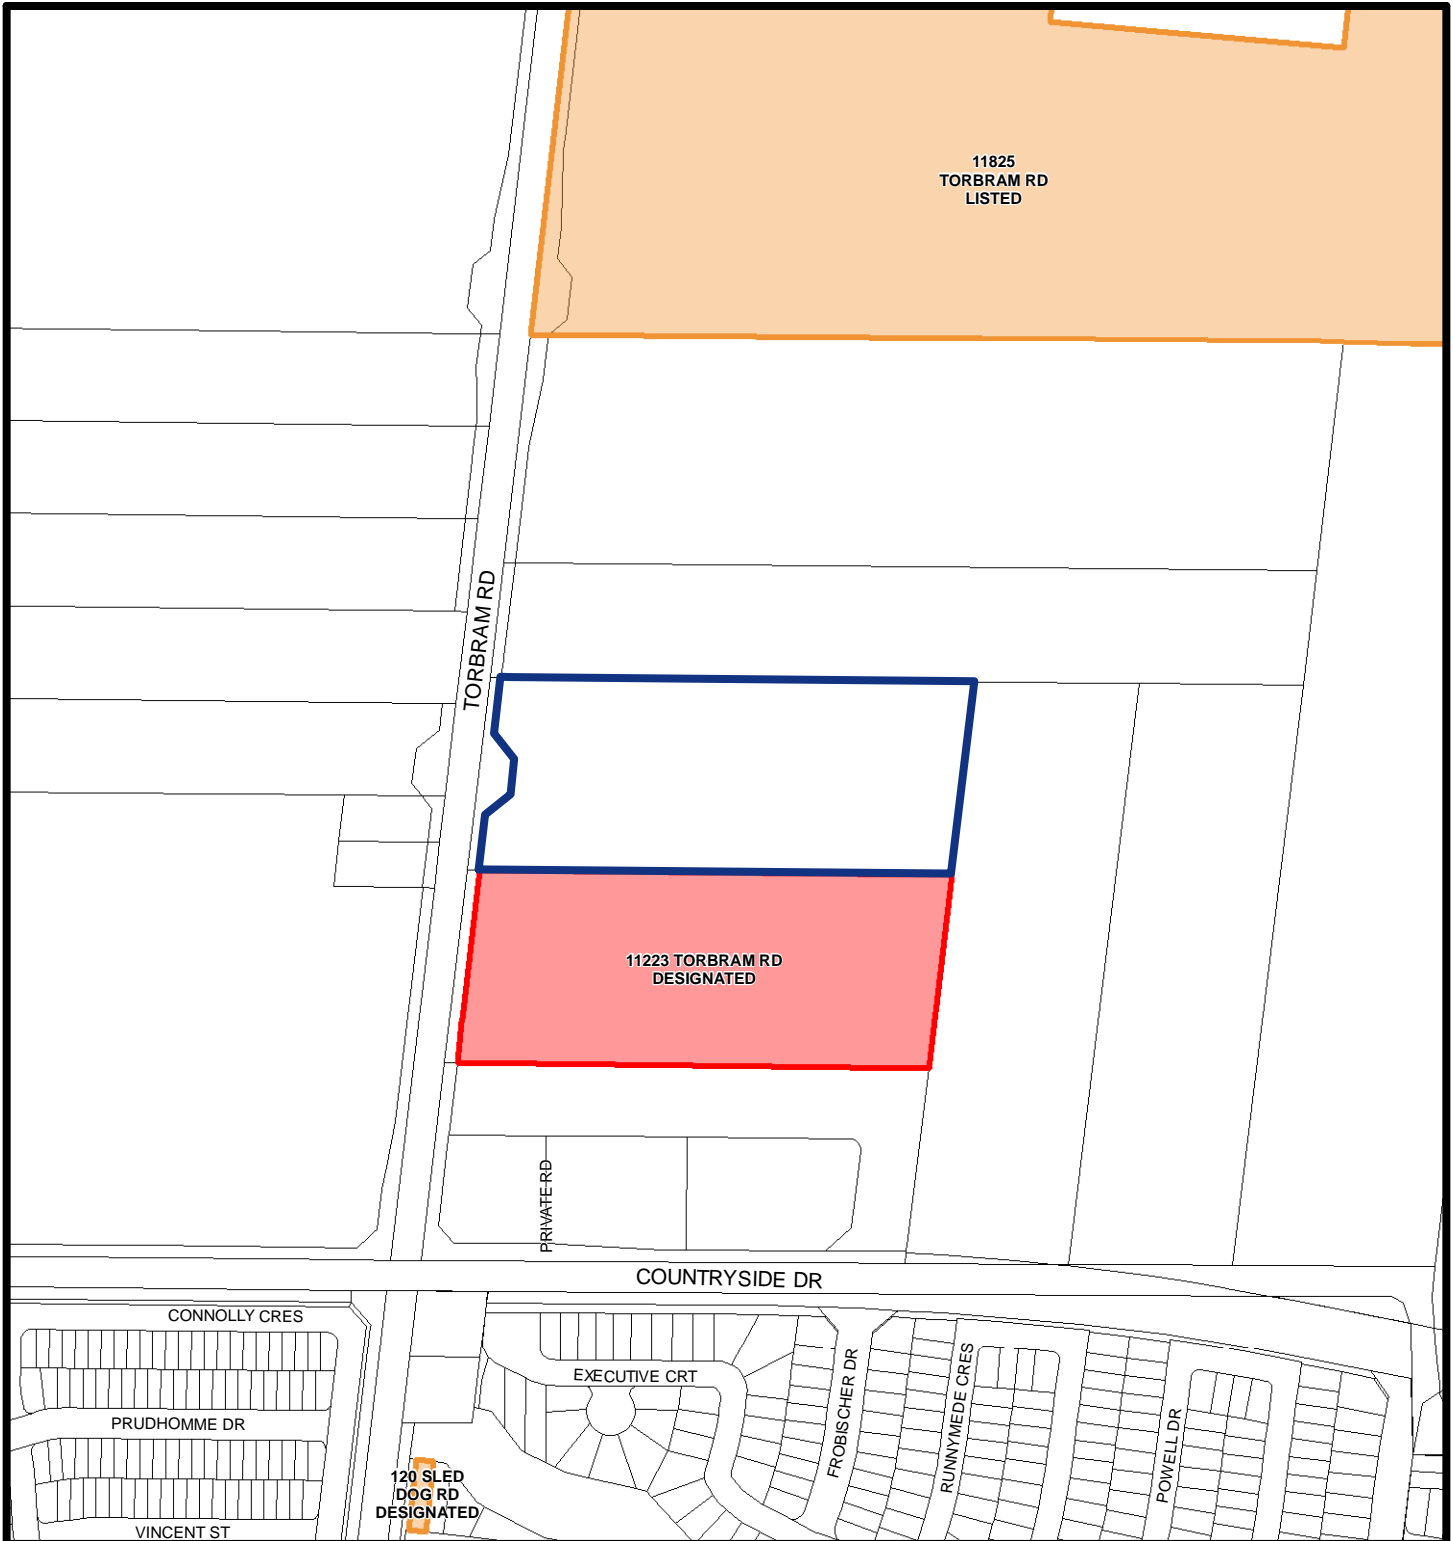 11825
TORBRAM RD
LISTED
TORBRAM RD
11223 TORBRAM RD
DESIGNATED
PRIVATE RD
COUNTRYSIDE DR
CONNOLLY CRES
EXECUTIVE CRT
FROBISCHER DR
RUNNYMEDE CRES
POWELL DR
PRUDHOMME DR
120 SLED
DOG RD
DESIGNATED
VINCENT ST